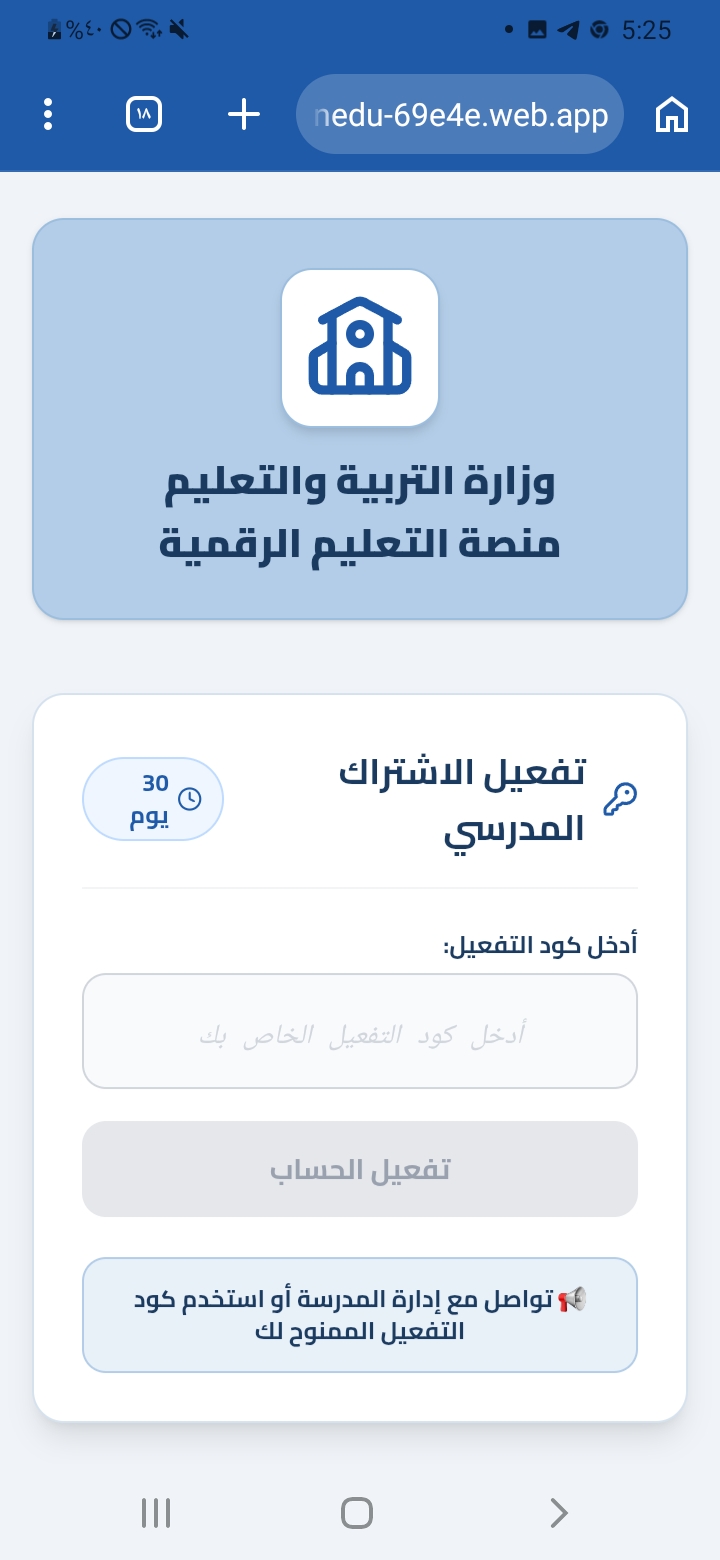 5:25
%٤٠
nedu-69e4e.web.app
١٨
وزارة التربية والتعليم
منصة التعليم الرقمية
تفعيل الاشتراك
المدرسي
30
يوم
أدخل كود التفعيل:
أدخل كود التفعيل الخاص بك
تفعيل الحساب
📢 تواصل مع إدارة المدرسة أو استخدم كود
التفعيل الممنوح لك